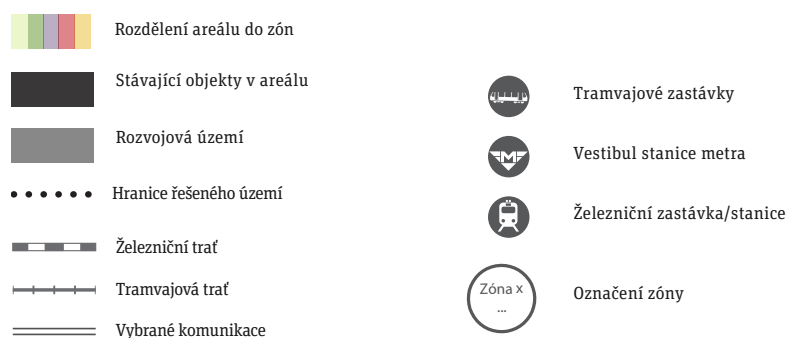 Rozdělení areálu do zón
Stávající objekty v areálu
Rozvojová území
Hranice řešeného území
Železniční trať
Tramvajová trať
Vybrané komunikace
Tramvajové zastávky
M
Vestibul stanice metra
Železniční zastávka/stanice
Zóna x
...
Označení zóny